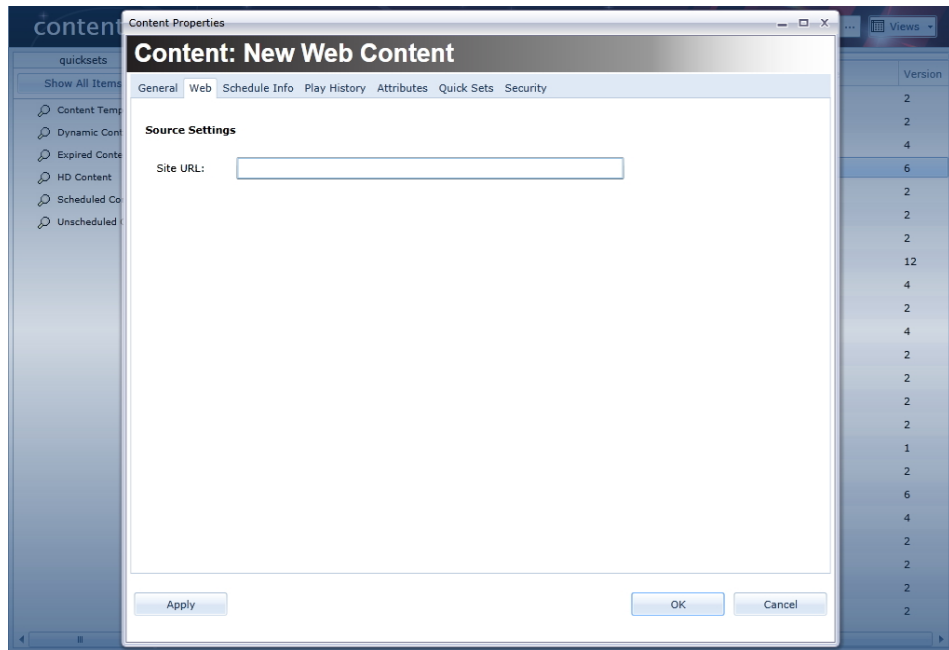 content
Content Properties
...
Views
Content: New Web Content
quicksets
Show All Items
Version
General Web Schedule Info Play History Attributes Quick Sets Security
Content Temp
Dynamic Cont
Expired Conte
HD Content
Scheduled Co
Unscheduled
Source Settings
Site URL:
2
2
4
6
2
2
2
12
4
2
4
2
2
2
2
1
2
6
4
2
2
2
2
Apply
OK
Cancel